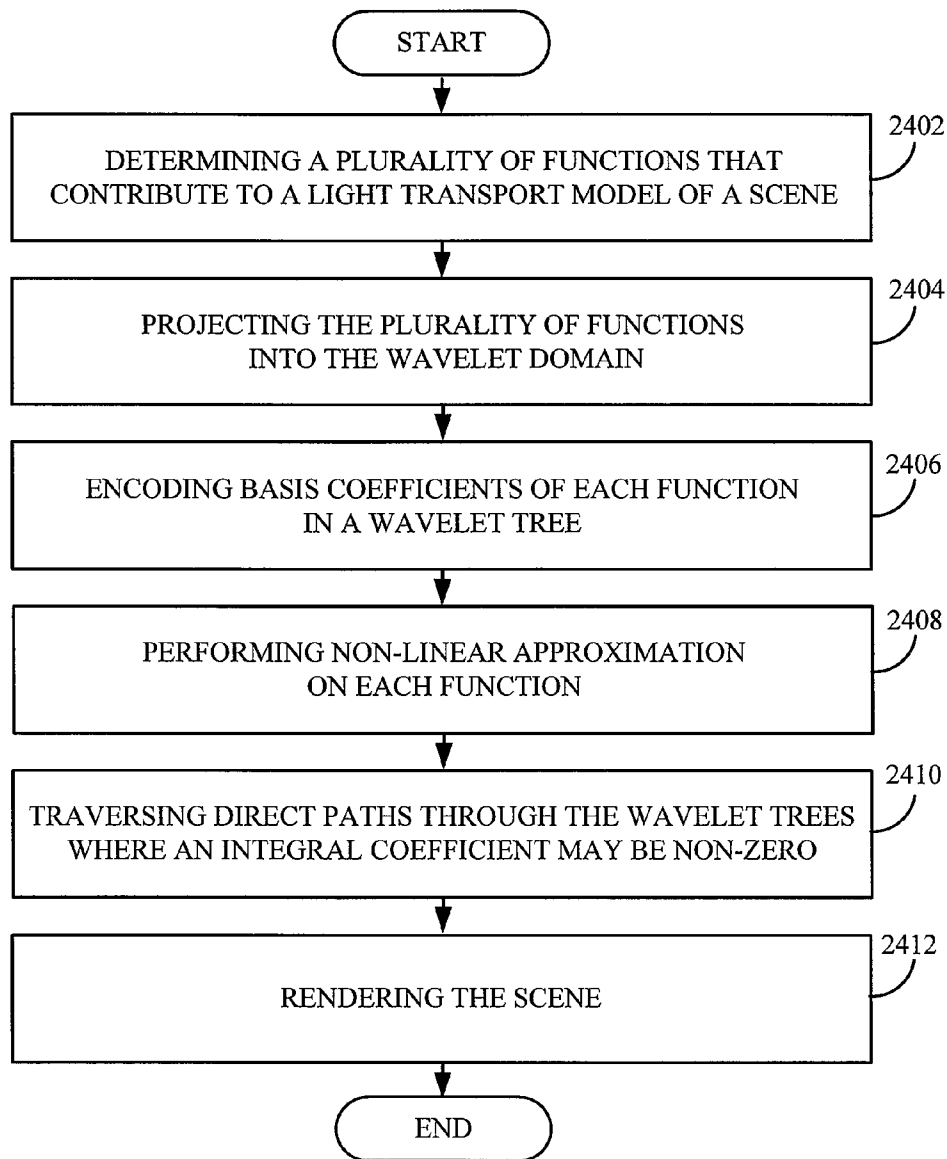 START
2402
DETERMINING A PLURALITY OF FUNCTIONS THAT
CONTRIBUTE TO A LIGHT TRANSPORT MODEL OF A SCENE
2404
PROJECTING THE PLURALITY OF FUNCTIONS
INTO THE WAVELET DOMAIN
2406
ENCODING BASIS COEFFICIENTS OF EACH FUNCTION
IN A WAVELET TREE
2408
PERFORMING NON-LINEAR APPROXIMATION
ON EACH FUNCTION
2410
TRAVERSING DIRECT PATHS THROUGH THE WAVELET TREES
WHERE AN INTEGRAL COEFFICIENT MAY BE NON-ZERO
2412
RENDERING THE SCENE
END